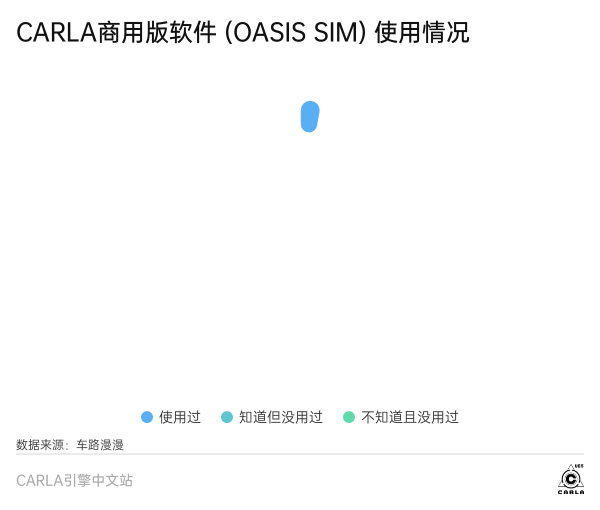 CARLA商用版软件 (OASIS SIM) 使用情况
使用过 知道但没用过 不知道且没用过
数据来源：车路漫漫
CARLA引擎中文站
UE5
CARLA